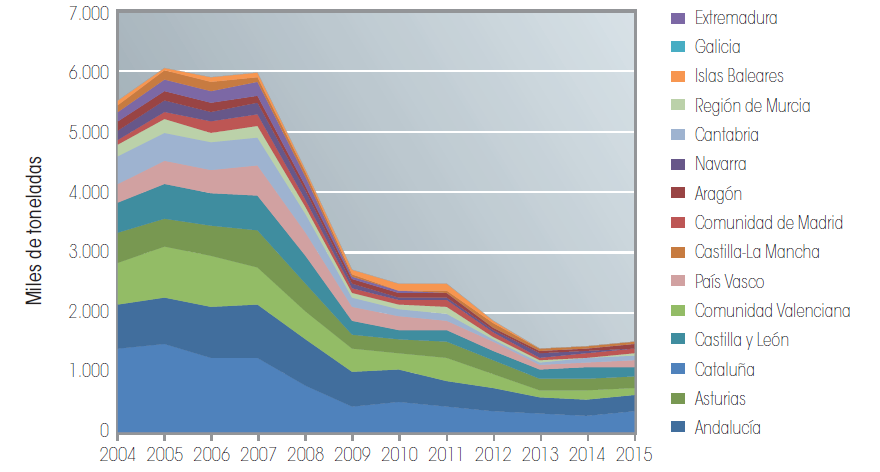 7.000
6.000
5.000
4.000
3.000
2.000
1.000
0
Miles de toneladas
2004 2005 2006 2007 2008 2009 2010 2011 2012 2013 2014 2015
Extremadura
Galicia
Islas Baleares
Región de Murcia
Cantabria
Navarra
Aragón
Comunidad de Madrid
Castilla-La Mancha
País Vasco
Comunidad Valenciana
Castilla y León
Cataluña
Asturias
Andalucía